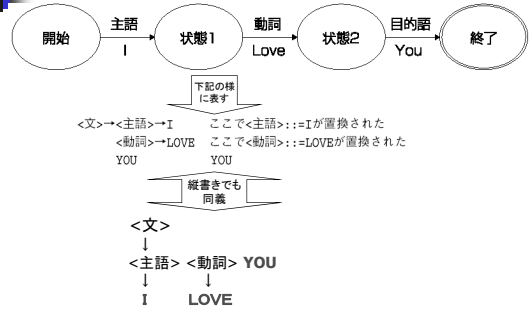 主語 動詞 目的語
開始 状態1 状態2 終了
I Love You
下記の様
に表す
<文>→<主語>→I ここで<主語>::=Iが置換された
<動詞>→LOVE ここで<動詞>::=LOVEが置換された
YOU YOU
縦書きでも
同義
<文>
↓
<主語> <動詞> YOU
↓ ↓
I LOVE